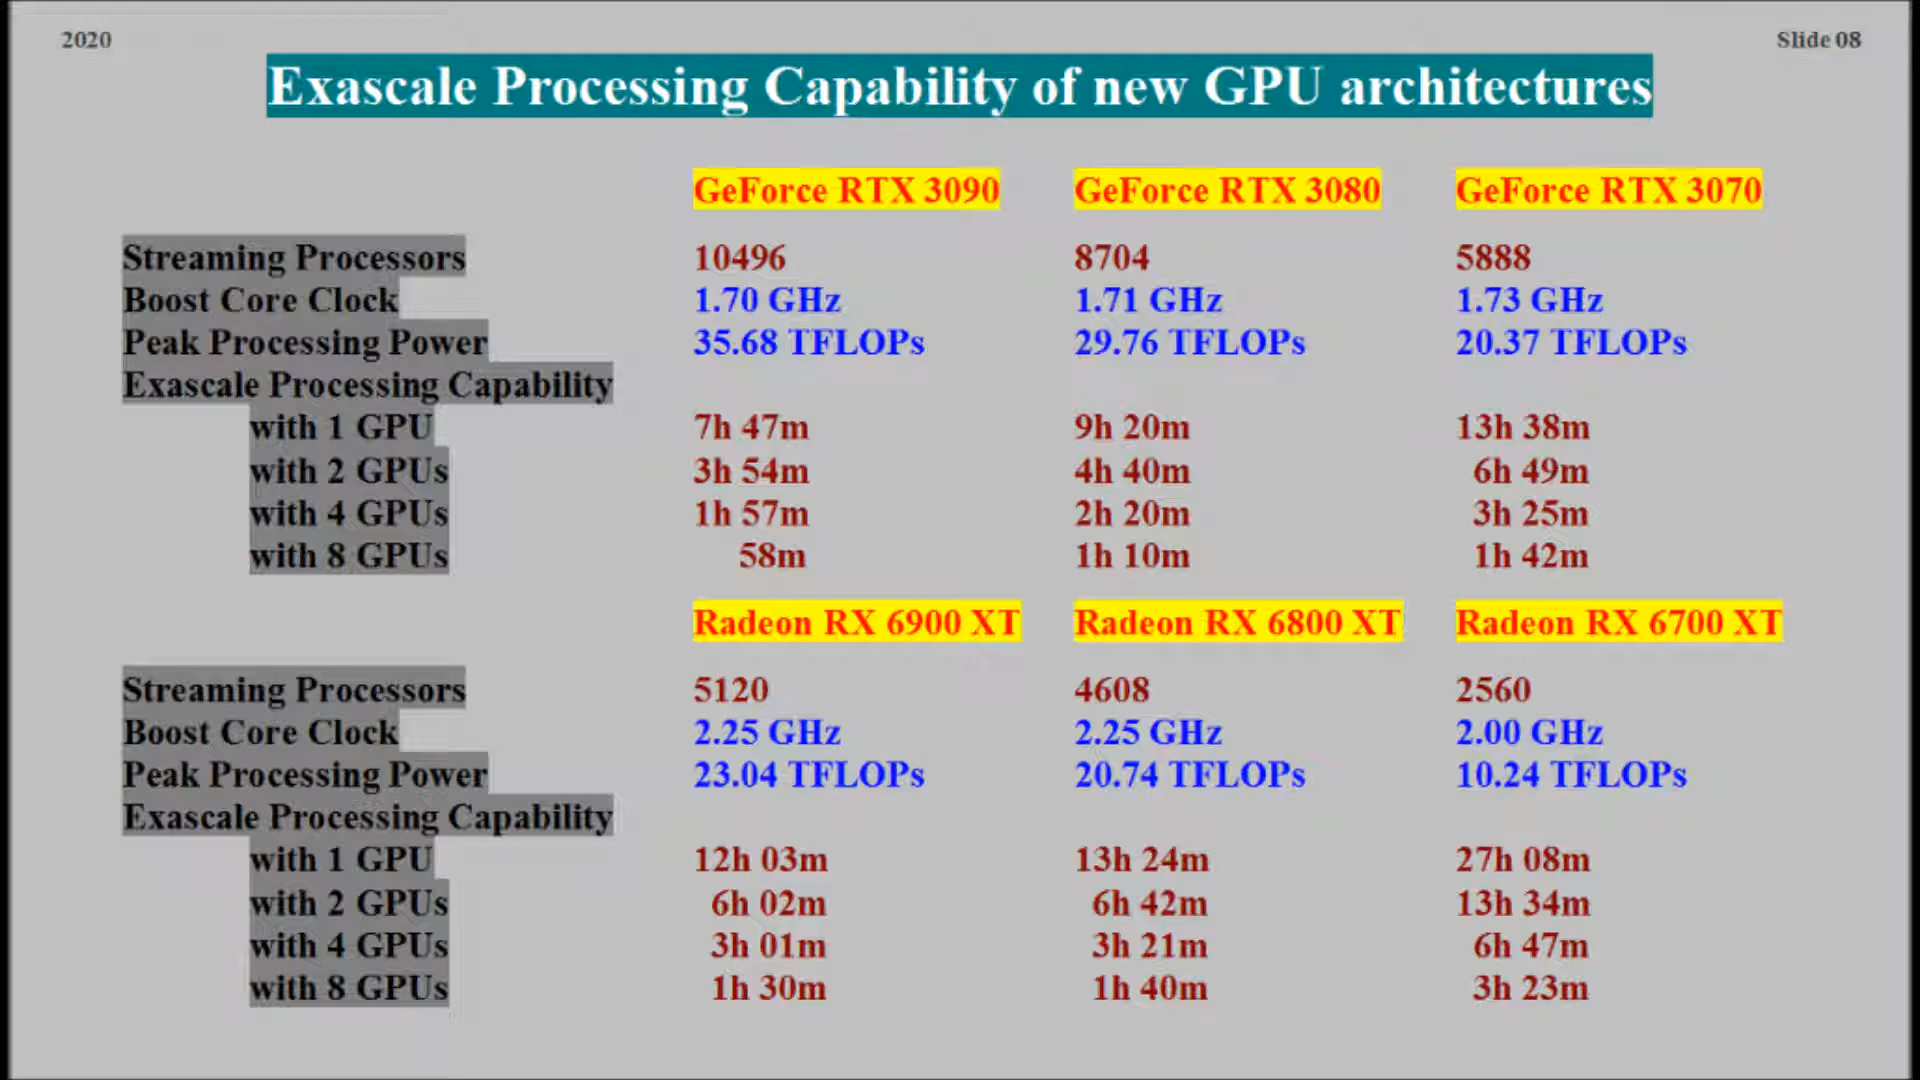 2020 Slide 08
Exascale Processing Capability of new GPU architectures
GeForce RTX 3090 GeForce RTX 3080 GeForce RTX 3070
Streaming Processors 10496 8704 5888
Boost Core Clock 1.70 GHz 1.71 GHz 1.73 GHz
Peak Processing Power 35.68 TFLOPs 29.76 TFLOPs 20.37 TFLOPs
Exascale Processing Capability
with 1 GPU 7h 47m 9h 20m 13h 38m
with 2 GPUs 3h 54m 4h 40m 6h 49m
with 4 GPUs 1h 57m 2h 20m 3h 25m
with 8 GPUs 58m 1h 10m 1h 42m
Radeon RX 6900 XT Radeon RX 6800 XT Radeon RX 6700 XT
Streaming Processors 5120 4608 2560
Boost Core Clock 2.25 GHz 2.25 GHz 2.00 GHz
Peak Processing Power 23.04 TFLOPs 20.74 TFLOPs 10.24 TFLOPs
Exascale Processing Capability
with 1 GPU 12h 03m 13h 24m 27h 08m
with 2 GPUs 6h 02m 6h 42m 13h 34m
with 4 GPUs 3h 01m 3h 21m 6h 47m
with 8 GPUs 1h 30m 1h 40m 3h 23m